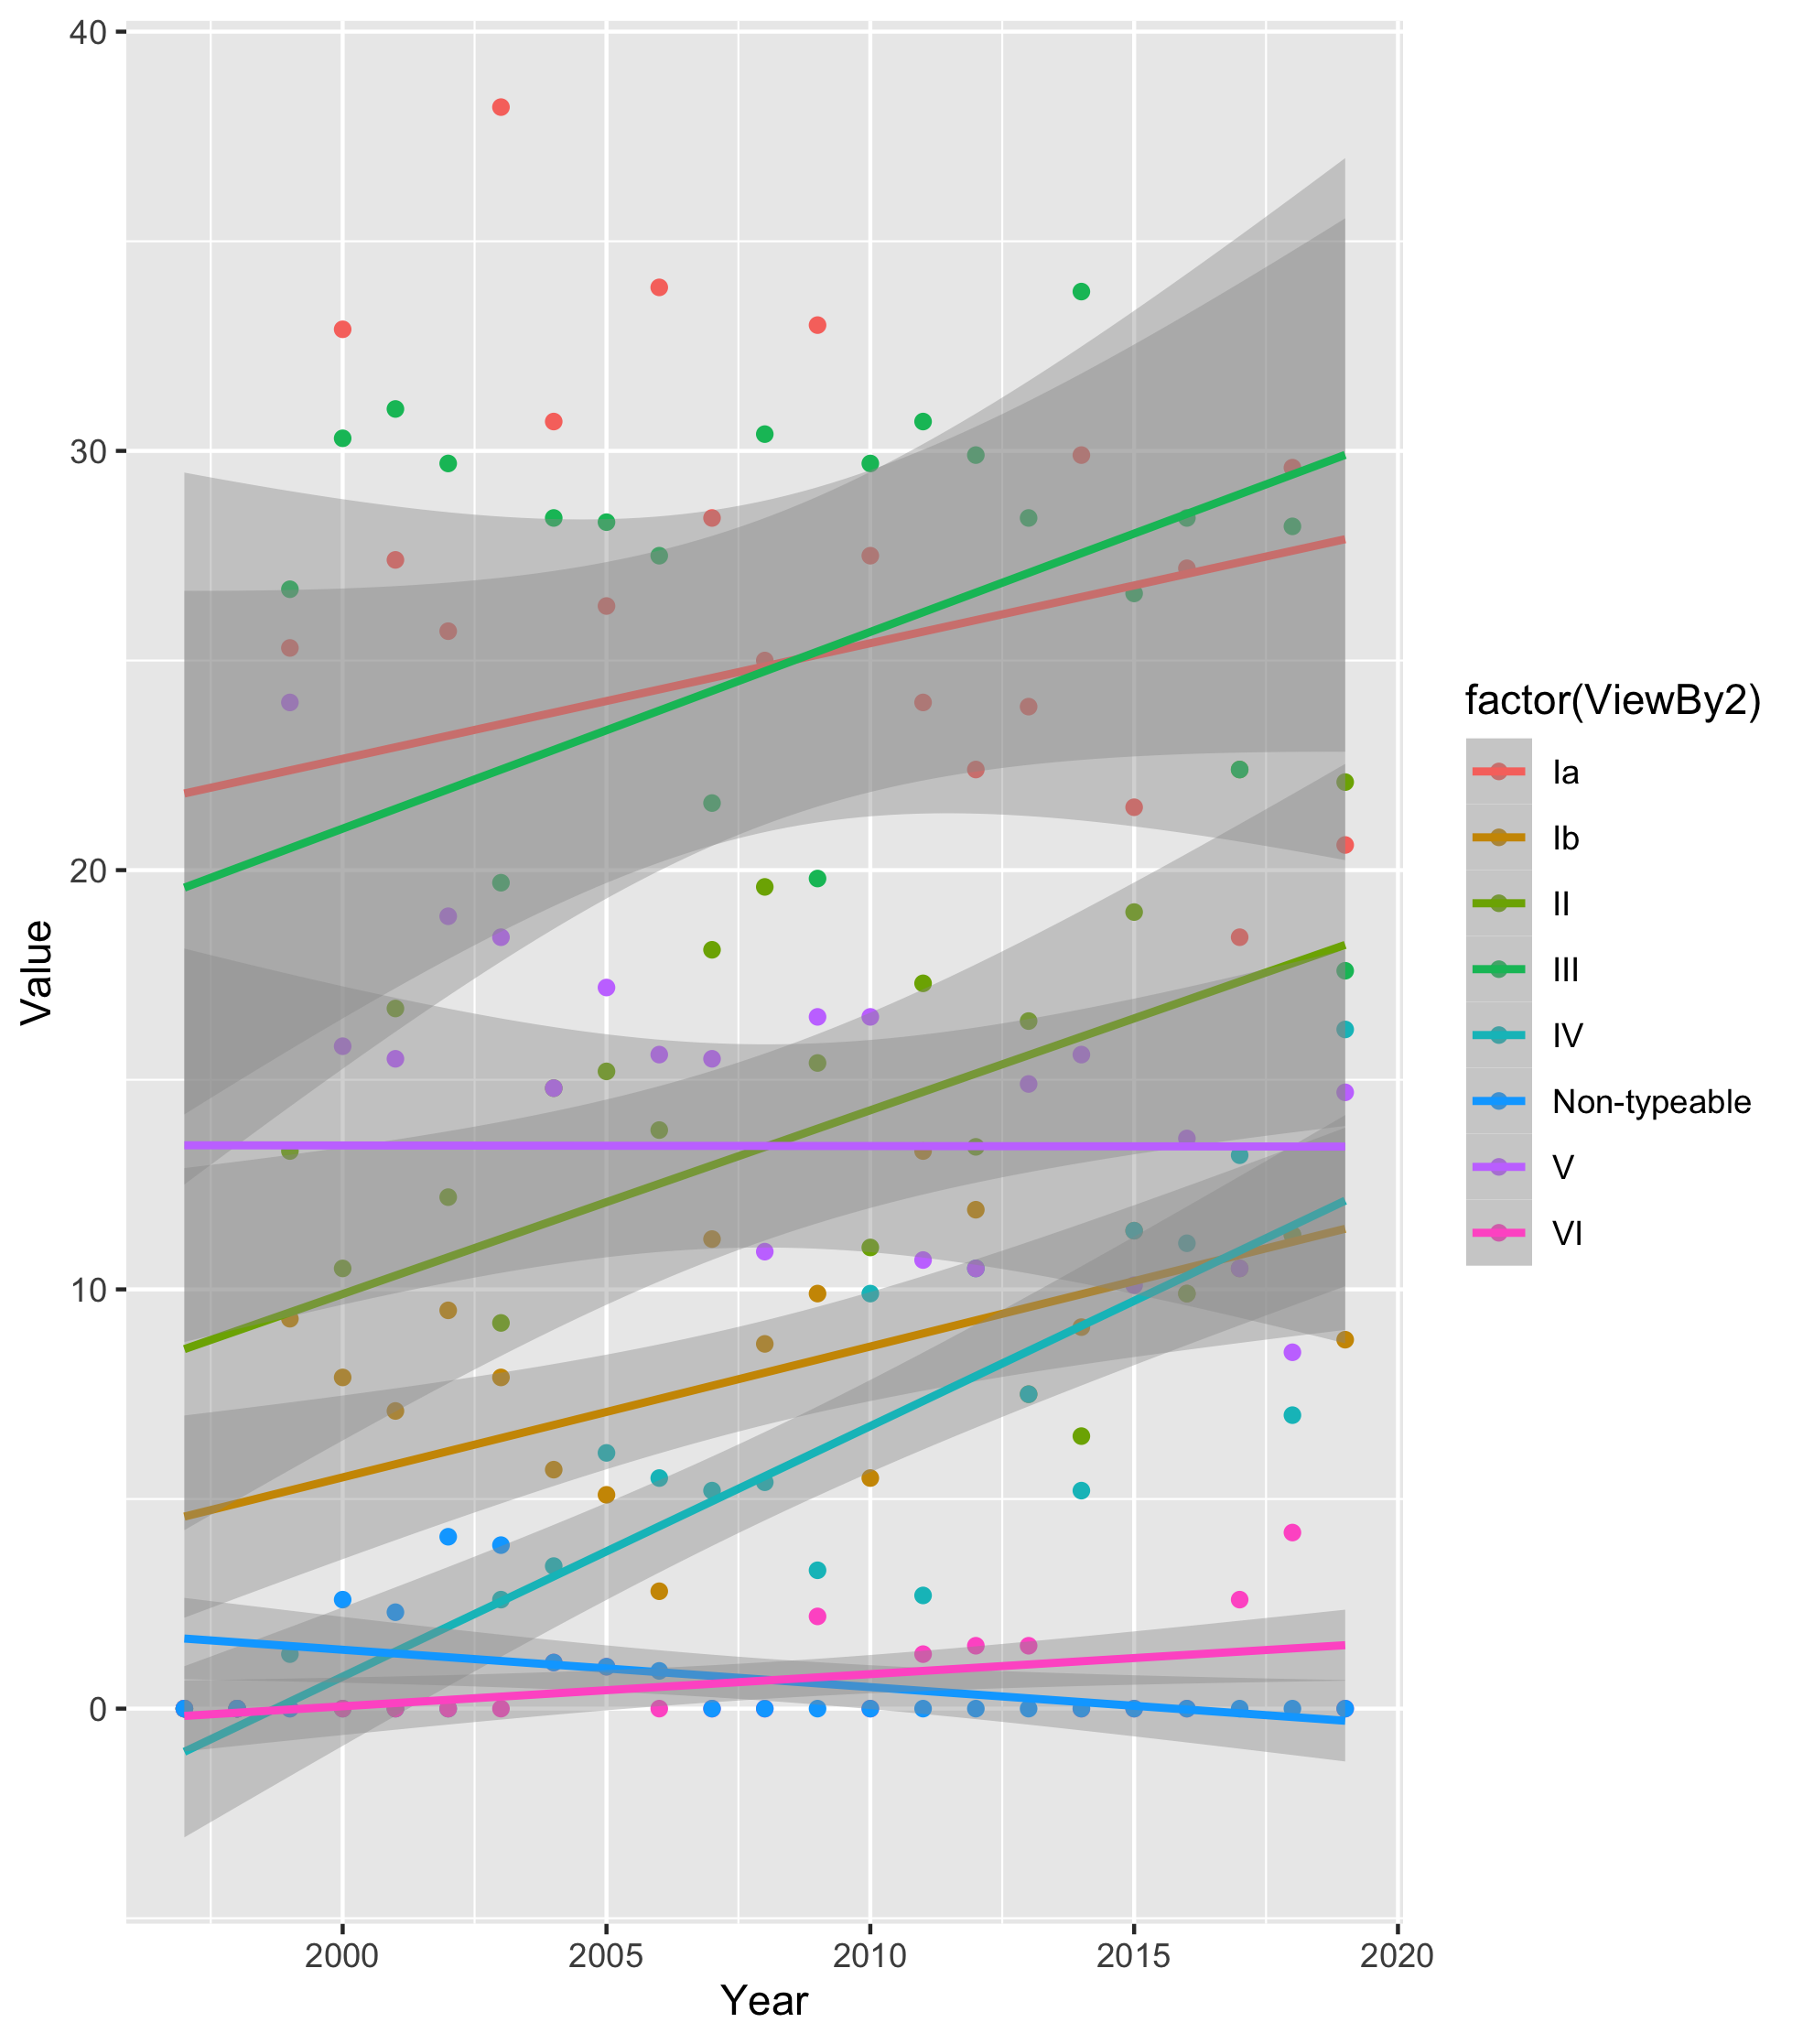 40
30
20
10
0
Value
2000
2005
2010
2015
2020
Year
factor(ViewBy2)
Ia
Ib
II
III
IV
Non-typeable
V
VI